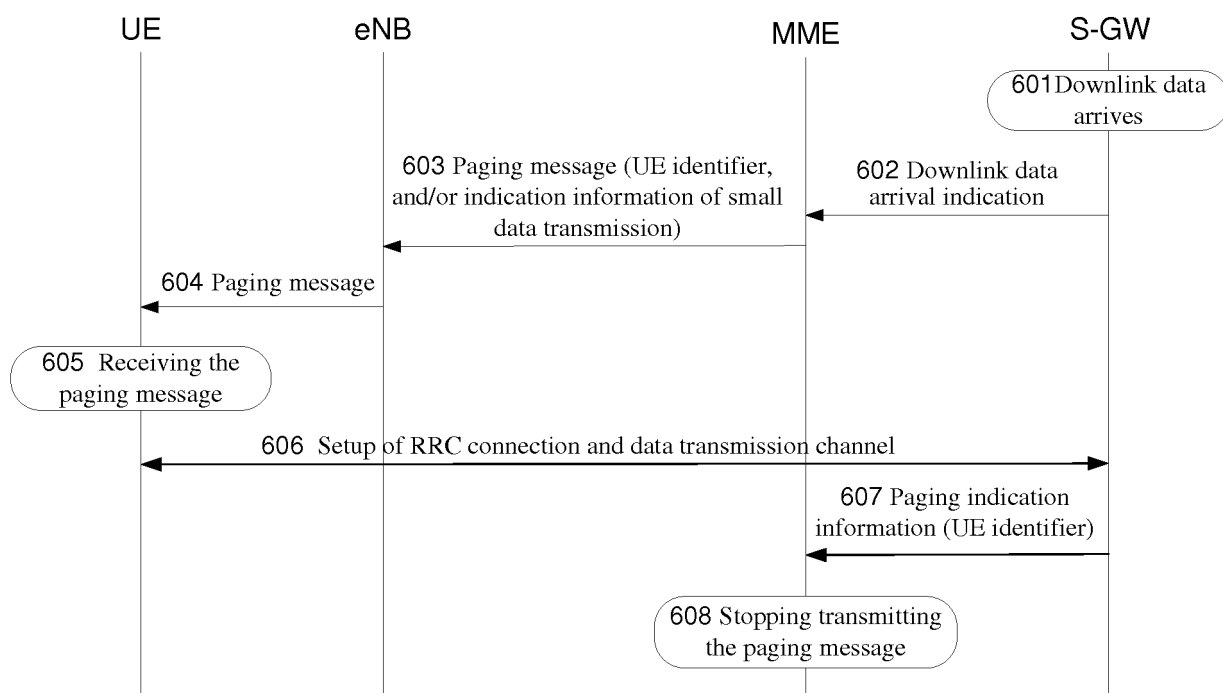 UE
eNB
MME
S-GW
601Downlink data
arrives
603 Paging message (UE identifier,
and/or indication information of small
data transmission)
602 Downlink data
arrival indication
604 Paging message
605 Receiving the
paging message
606 Setup of RRC connection and data transmission channel
607 Paging indication
information (UE identifier)
608 Stopping transmitting
the paging message